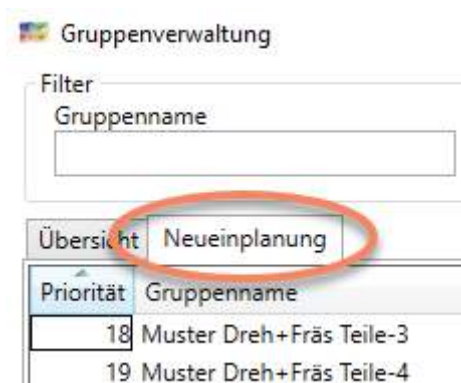 Gruppenverwaltung
Filter
Gruppenname
Übersicht Neueinplanung
Priorität Gruppenname
18 Muster Dreh+Fräs Teile-3
19 Muster Dreh+Fräs Teile-4